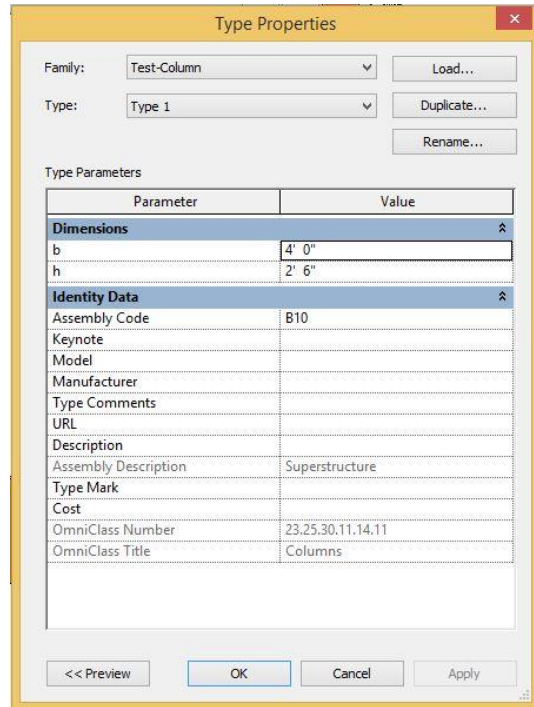 Type Properties
Family: Test-Column Load...
Type: Type 1 Duplicate...
Rename...
Type Parameters
Parameter Value
Dimensions
b 4' 0"
h 2' 6"
Identity Data
Assembly Code B10
Keynote
Model
Manufacturer
Type Comments
URL
Description
Assembly Description Superstructure
Type Mark
Cost
OmniClass Number 23.25.30.11.14.11
OmniClass Title Columns
<< Preview OK Cancel Apply